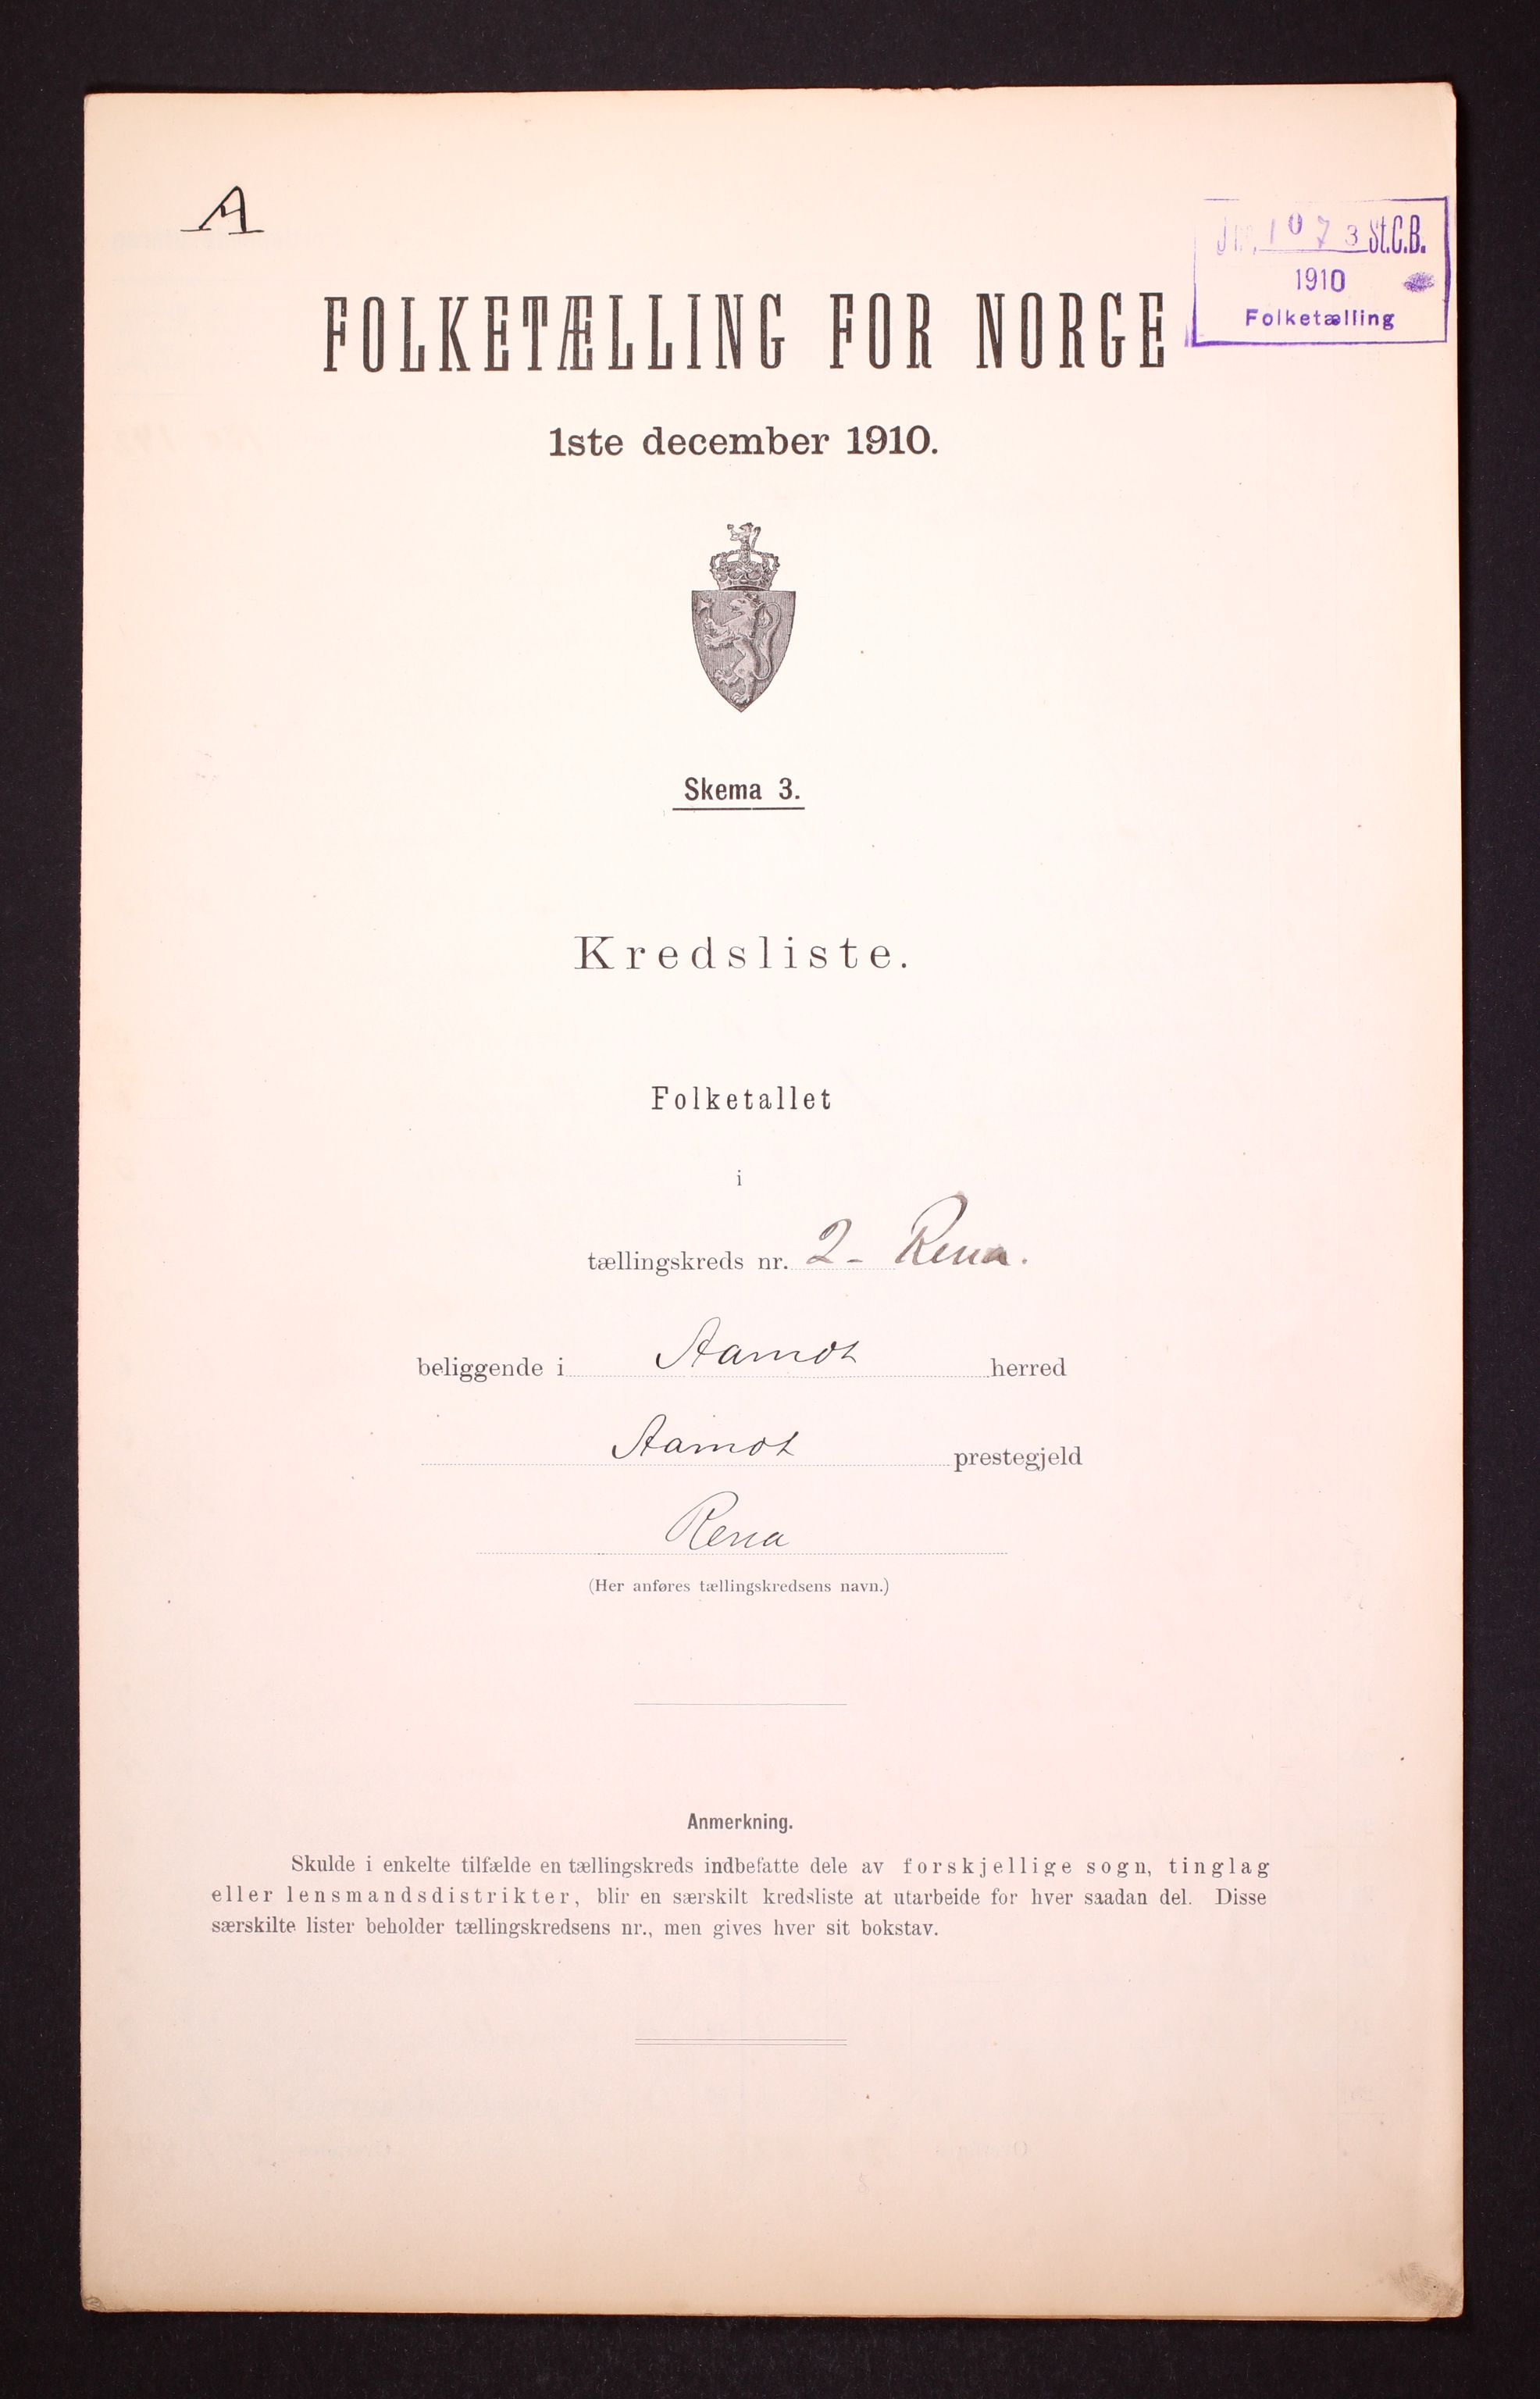 A
Jnr. 1073 St.C.B.
1910
Folketælling
FOLKETÆLLING FOR NORGE
1ste december 1910.
Skema 3.
Kredsliste.
Folketallet
i
tællingskreds nr. 2 - Rena.
beliggende i Aamot herred
Aamot prestegjeld
Rena
(Her anføres tællingskredsens navn.)
Anmerkning.
Skulde i enkelte tilfælde en tællingskreds indbefatte dele av forskjellige sogn, tinglag
eller lensmandsdistrikter, blir en særskilt kredsliste at utarbeide for hver saadan del. Disse
særskilte lister beholder tællingskredsens nr., men gives hver sit bokstav.